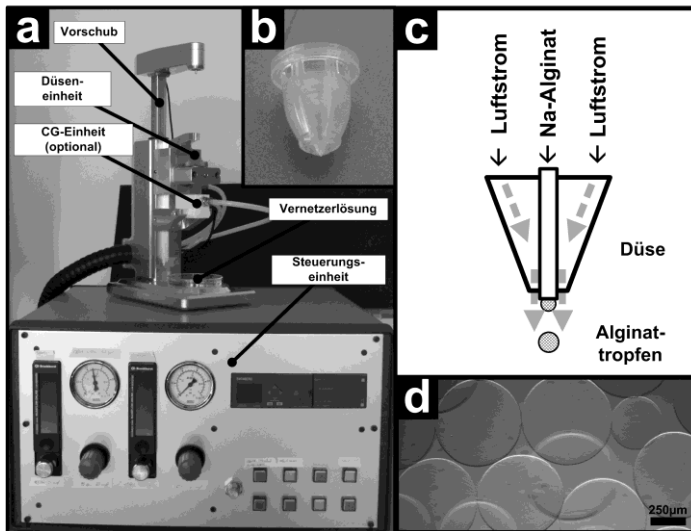 a
Vorschub
Düsen-
einheit
CG-Einheit
(optional)
Vernetzerlösung
Steuerungs-
einheit
b
c
← Luftstrom
← Na-Alginat
← Luftstrom
Düse
Alginat-
tropfen
d
250µm